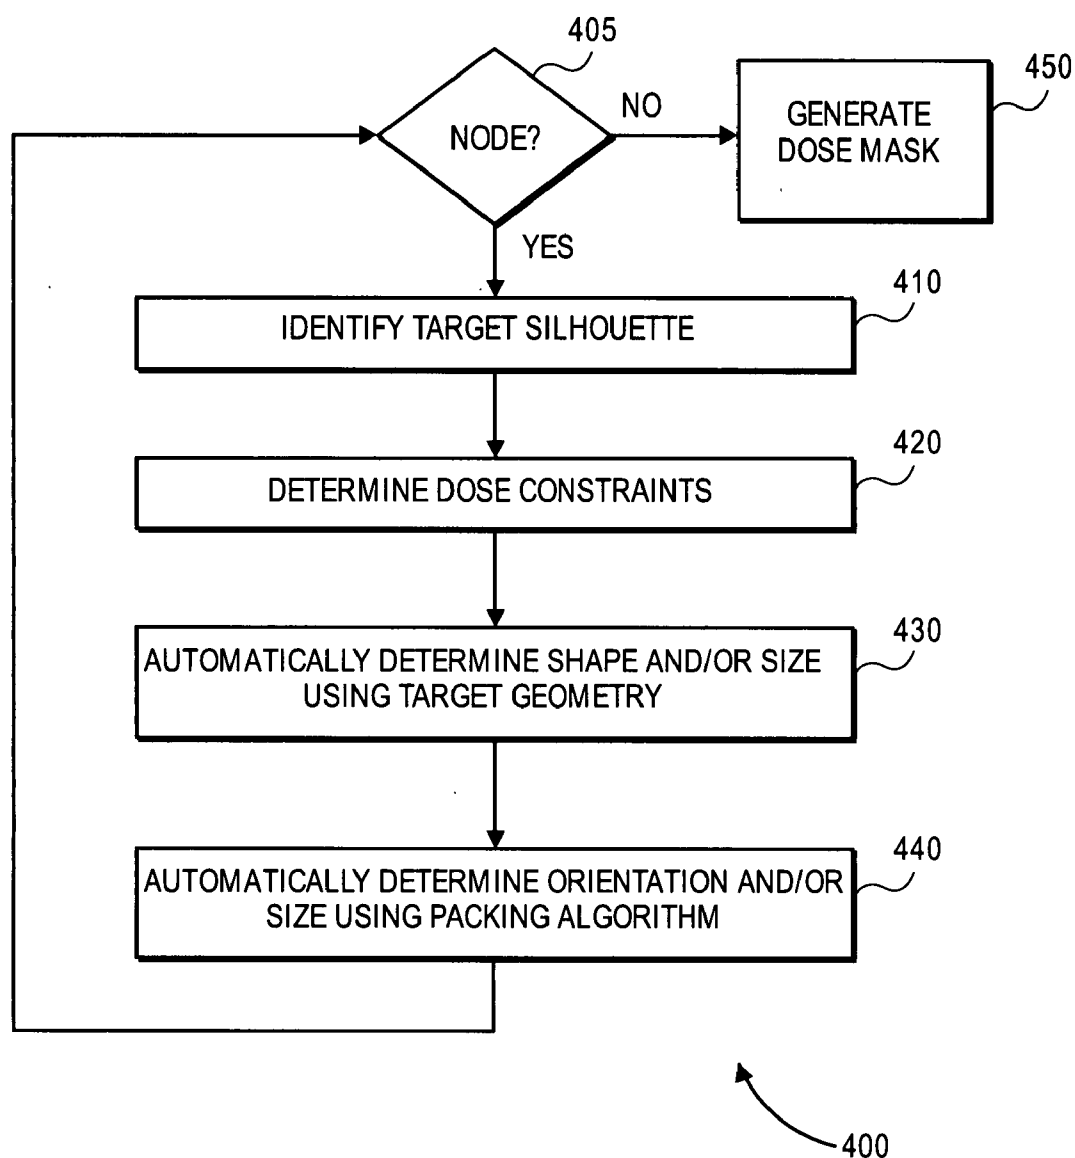 405
NODE?
NO
450
GENERATE
DOSE MASK
YES
410
IDENTIFY TARGET SILHOUETTE
420
DETERMINE DOSE CONSTRAINTS
430
AUTOMATICALLY DETERMINE SHAPE AND/OR SIZE
USING TARGET GEOMETRY
440
AUTOMATICALLY DETERMINE ORIENTATION AND/OR
SIZE USING PACKING ALGORITHM
400